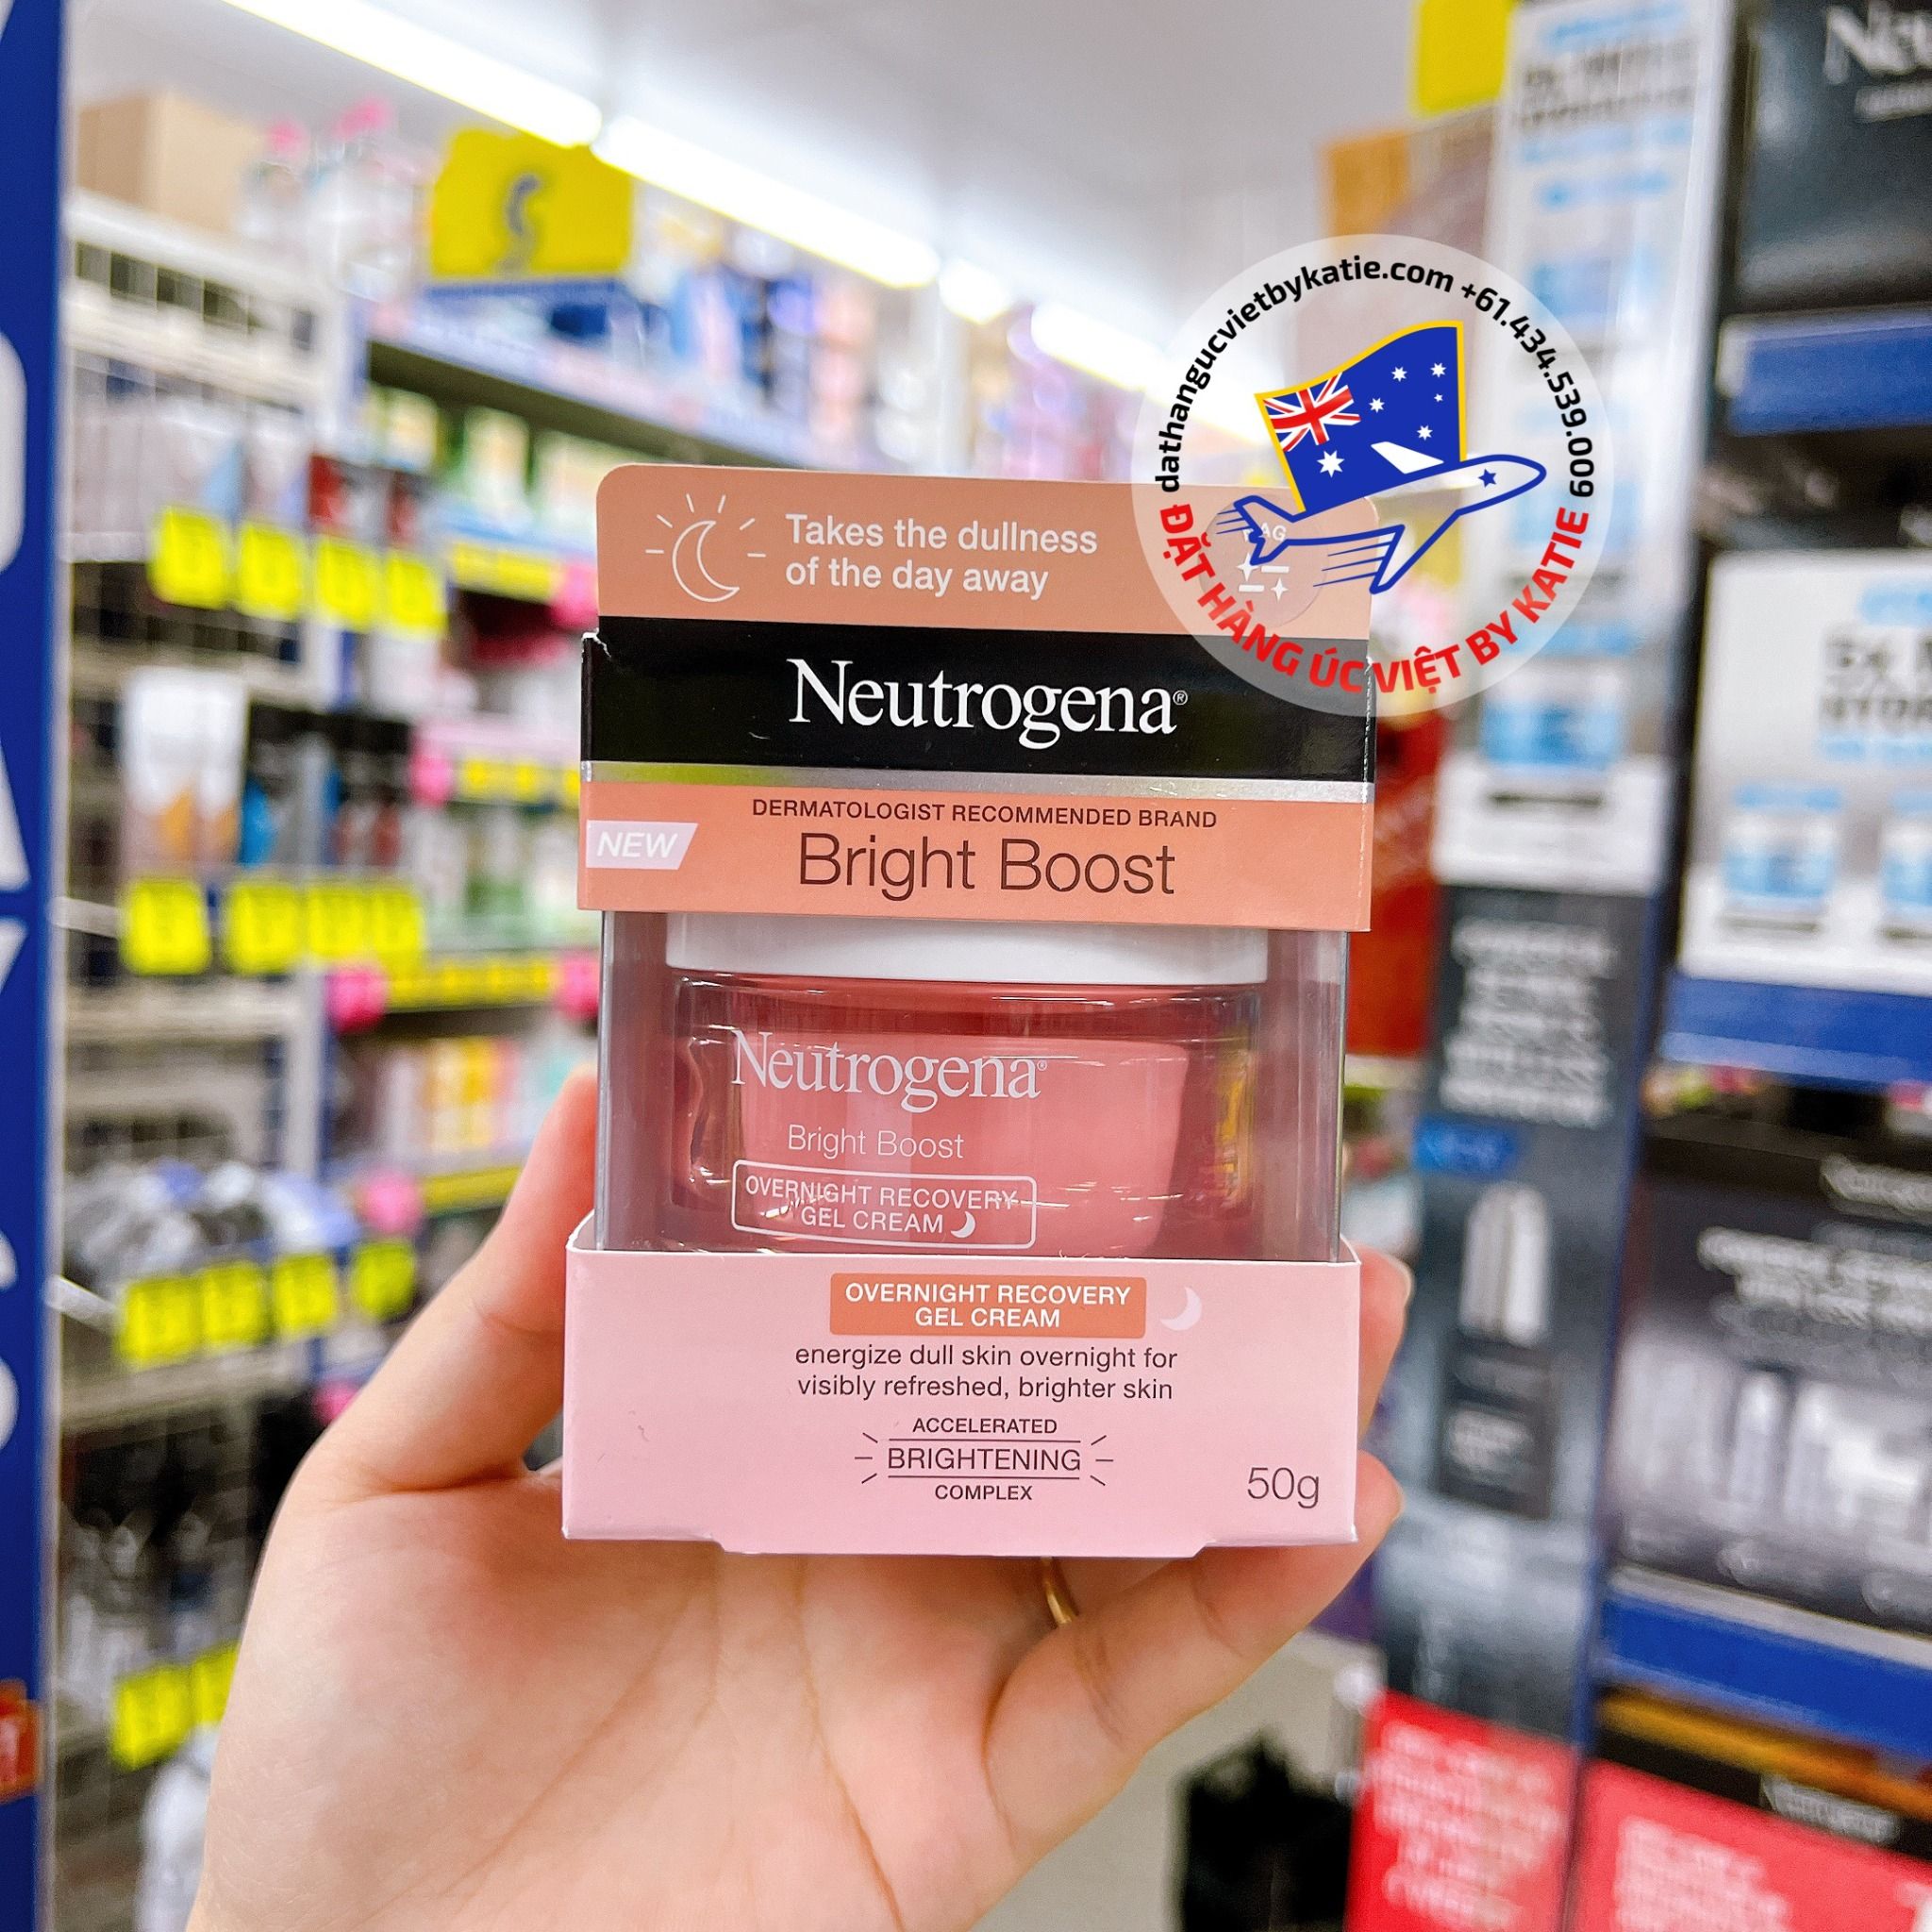 dathangucvietbykatie.com +61.434.539.009
ĐẶT HÀNG ÚC VIỆT BY KATIE
Takes the dullness
of the day away
Neutrogena®
DERMATOLOGIST RECOMMENDED BRAND
NEW
Bright Boost
Neutrogena®
Bright Boost
OVERNIGHT RECOVERY
GEL CREAM
OVERNIGHT RECOVERY
GEL CREAM
energize dull skin overnight for
visibly refreshed, brighter skin
ACCELERATED
BRIGHTENING
COMPLEX
50g